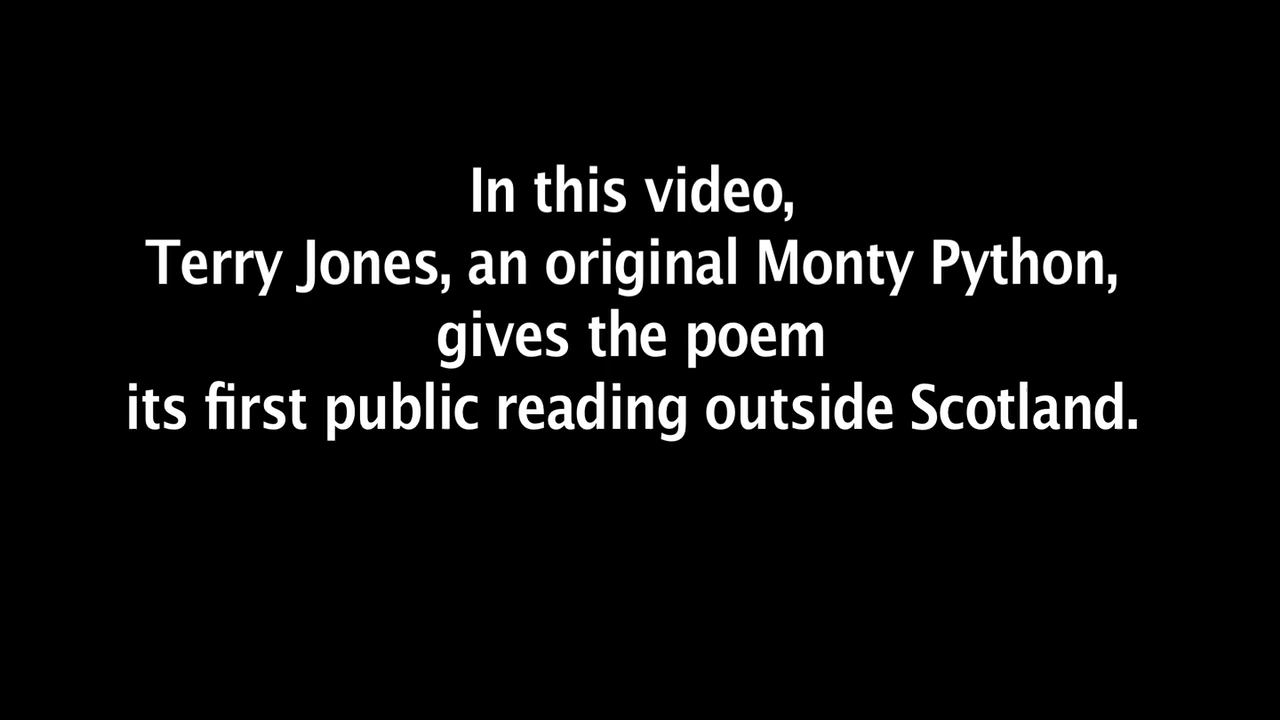 In this video,
Terry Jones, an original Monty Python,
gives the poem
its first public reading outside Scotland.